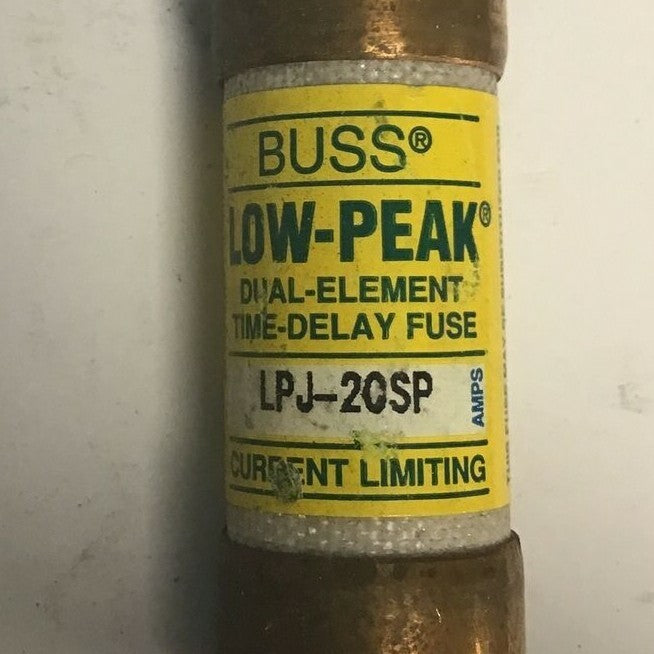 BUSS®
LOW-PEAK®
DUAL-ELEMENT
TIME-DELAY FUSE
LPJ-20SP
AMPS
CURRENT LIMITING